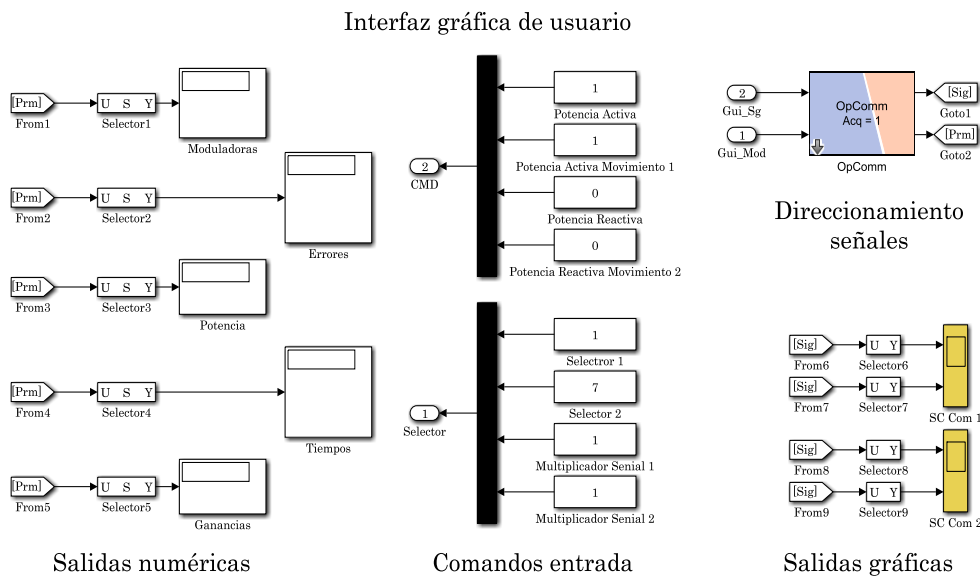 Interfaz gráfica de usuario
[Prm]
From1
U S Y
Selector1
Moduladoras
[Prm]
From2
U S Y
Selector2
Errores
[Prm]
From3
U S Y
Selector3
Potencia
[Prm]
From4
U S Y
Selector4
Tiempos
[Prm]
From5
U S Y
Selector5
Ganancias
Salidas numéricas
2
CMD
1
Potencia Activa
1
Potencia Activa Movimiento 1
0
Potencia Reactiva
0
Potencia Reactiva Movimiento 2
1
Selector
1
Selectror 1
7
Selector 2
1
Multiplicador Senial 1
1
Multiplicador Senial 2
Comandos entrada
2
Gui_Sg
1
Gui_Mod
OpComm
Acq = 1
OpComm
[Sig]
Goto1
[Prm]
Goto2
Direccionamiento
señales
[Sig]
From6
U Y
Selector6
[Sig]
From7
U Y
Selector7
SC Com 1
[Sig]
From8
U Y
Selector8
[Sig]
From9
U Y
Selector9
SC Com 2
Salidas gráficas